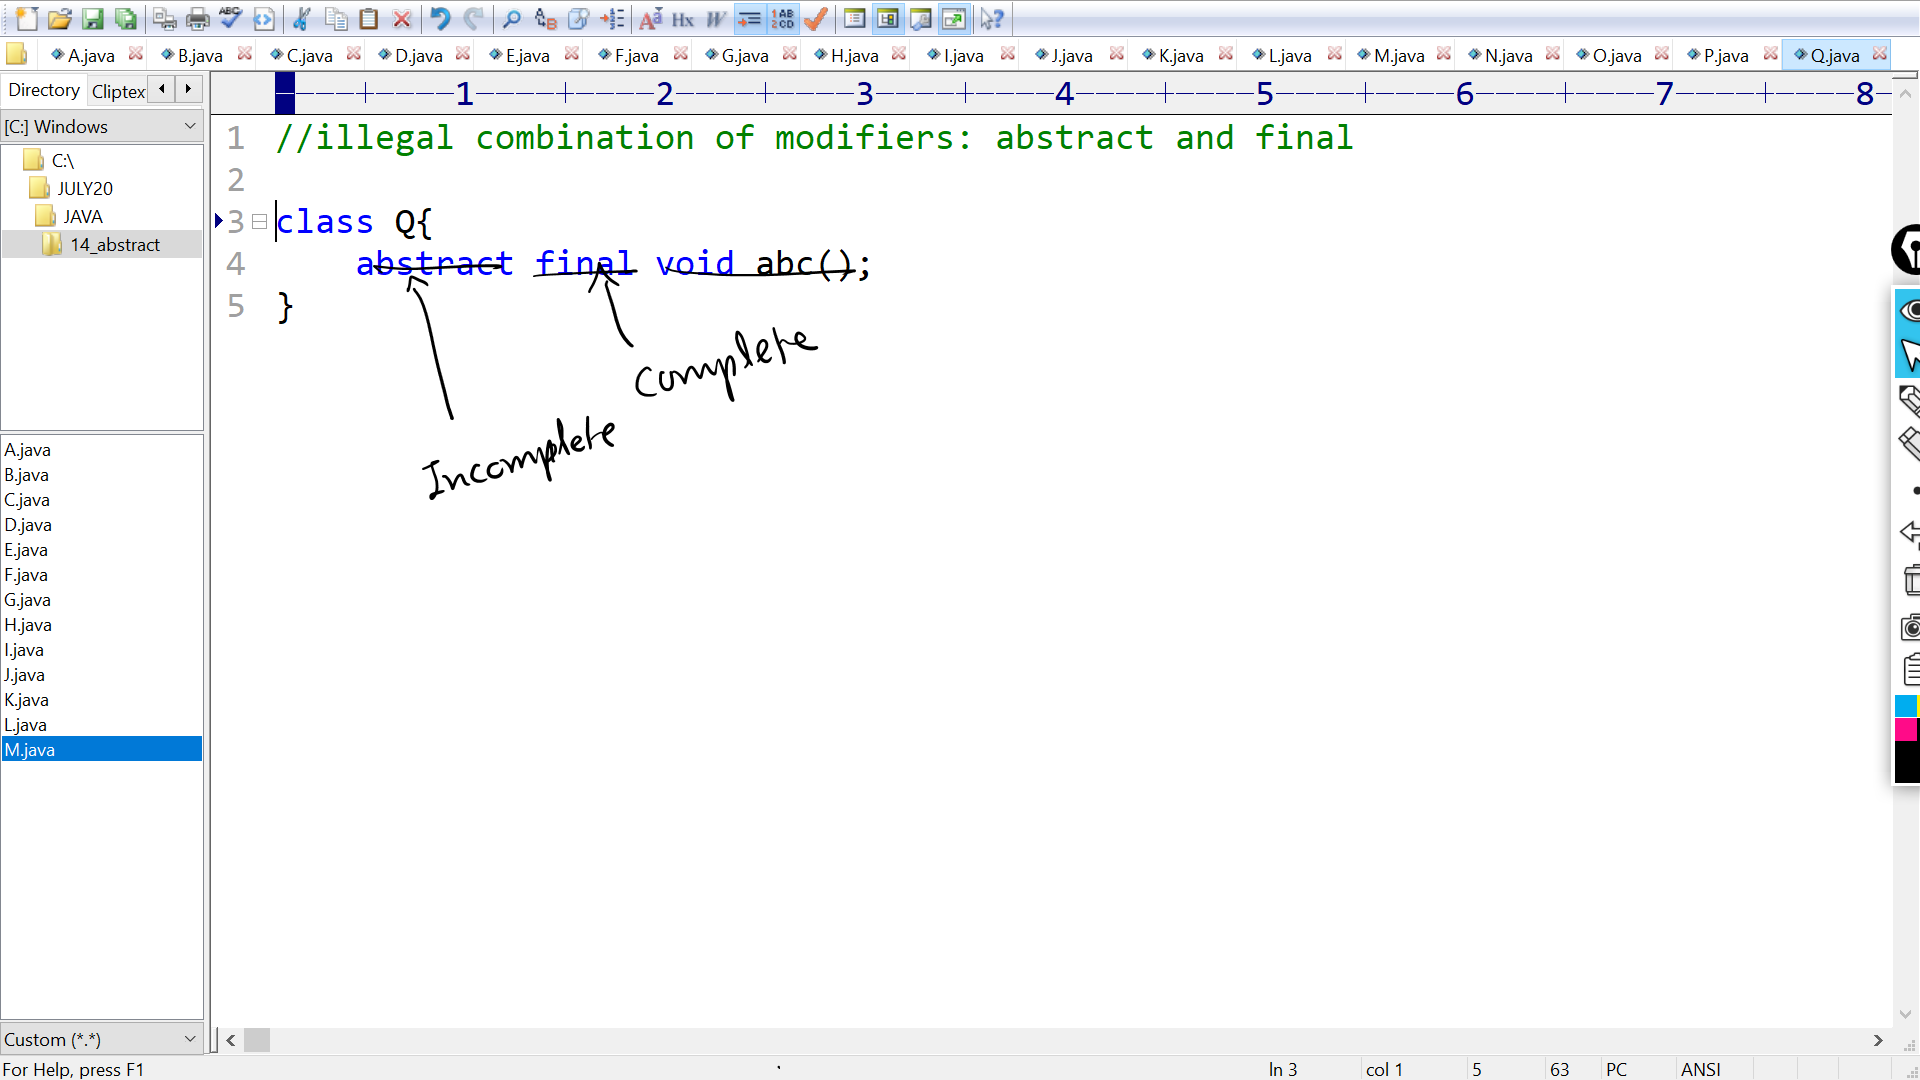 A.java B.java C.java D.java E.java F.java G.java H.java I.java J.java K.java L.java M.java N.java O.java P.java Q.java
Directory Cliptex
1 2 3 4 5 6 7 8
[C:] Windows
C:\
JULY20
JAVA
14_abstract
1 //illegal combination of modifiers: abstract and final
2
3 class Q{
4 abstract final void abc();
5 }
Complete
Incomplete
A.java
B.java
C.java
D.java
E.java
F.java
G.java
H.java
I.java
J.java
K.java
L.java
M.java
Custom (*.*)
For Help, press F1 ln 3 col 1 5 63 PC ANSI